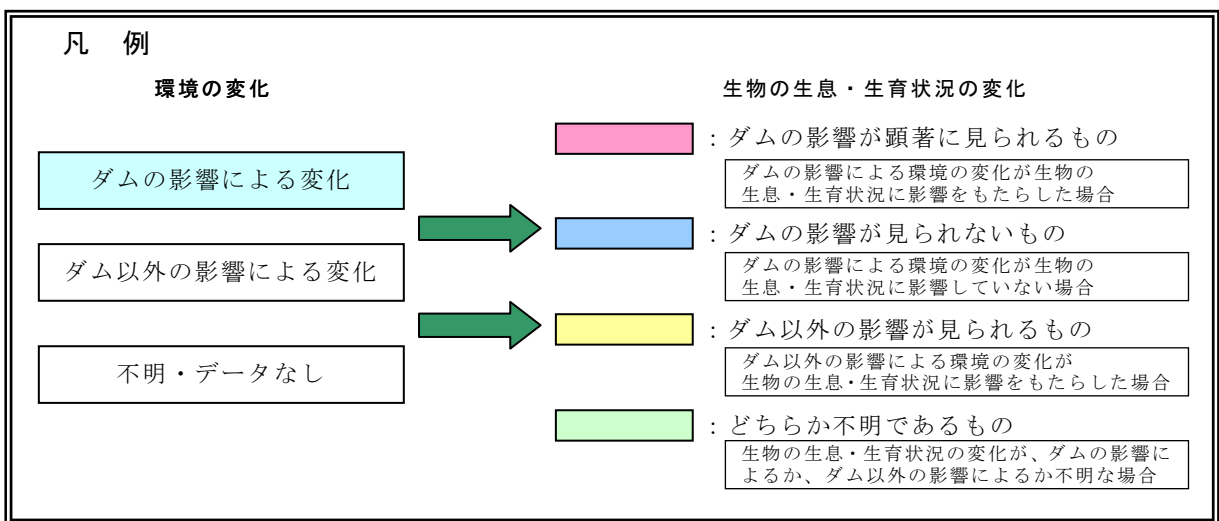 凡 例
環境の変化
ダムの影響による変化
ダム以外の影響による変化
不明・データなし
生物の生息・生育状況の変化
：ダムの影響が顕著に見られるもの
ダムの影響による環境の変化が生物の
生息・生育状況に影響をもたらした場合
：ダムの影響が見られないもの
ダムの影響による環境の変化が生物の
生息・生育状況に影響していない場合
：ダム以外の影響が見られるもの
ダム以外の影響による環境の変化が
生物の生息・生育状況に影響をもたらした場合
：どちらか不明であるもの
生物の生息・生育状況の変化が、ダムの影響に
よるか、ダム以外の影響によるか不明な場合